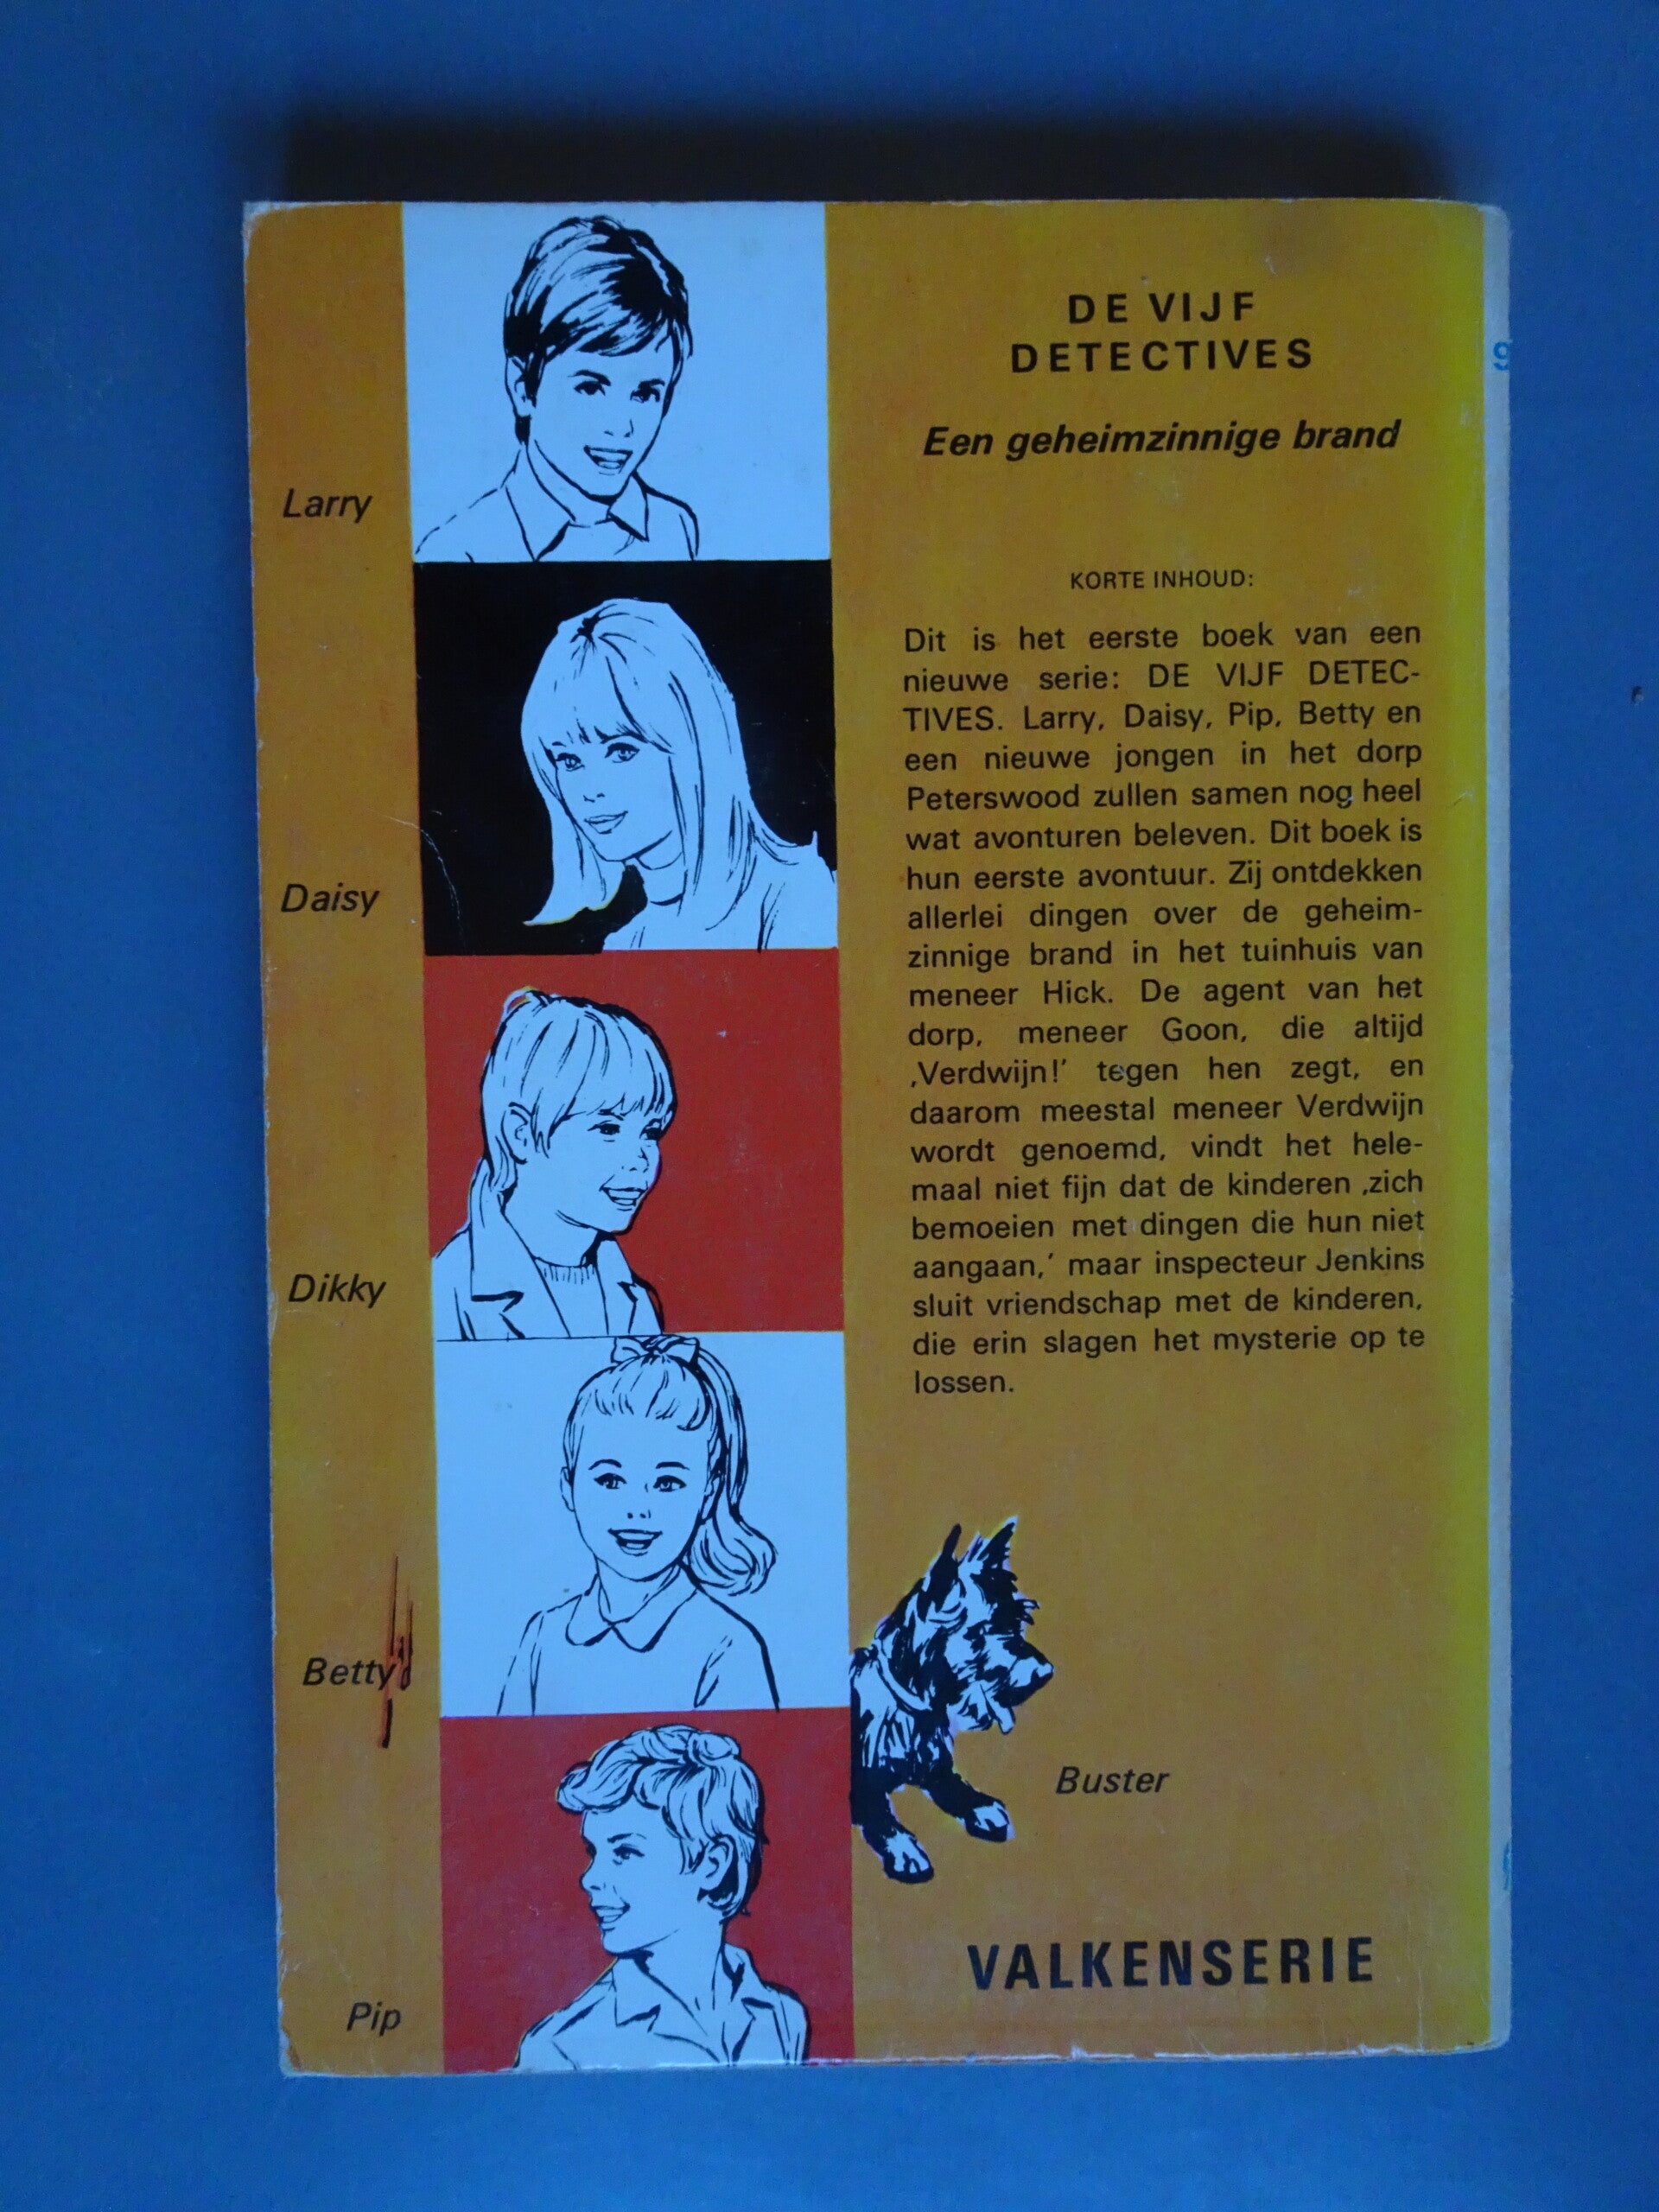 Larry
Daisy
Dikky
Betty
Pip
DE VIJF
DETECTIVES
Een geheimzinnige brand
KORTE INHOUD:
Dit is het eerste boek van een
nieuwe serie: DE VIJF DETEC-
TIVES. Larry, Daisy, Pip, Betty en
een nieuwe jongen in het dorp
Peterswood zullen samen nog heel
wat avonturen beleven. Dit boek is
hun eerste avontuur. Zij ontdekken
allerlei dingen over de geheim-
zinnige brand in het tuinhuis van
meneer Hick. De agent van het
dorp, meneer Goon, die altijd
‚Verdwijn!’ tegen hen zegt, en
daarom meestal meneer Verdwijn
wordt genoemd, vindt het hele-
maal niet fijn dat de kinderen ‚zich
bemoeien met dingen die hun niet
aangaan,’ maar inspecteur Jenkins
sluit vriendschap met de kinderen,
die erin slagen het mysterie op te
lossen.
Buster
VALKENSERIE